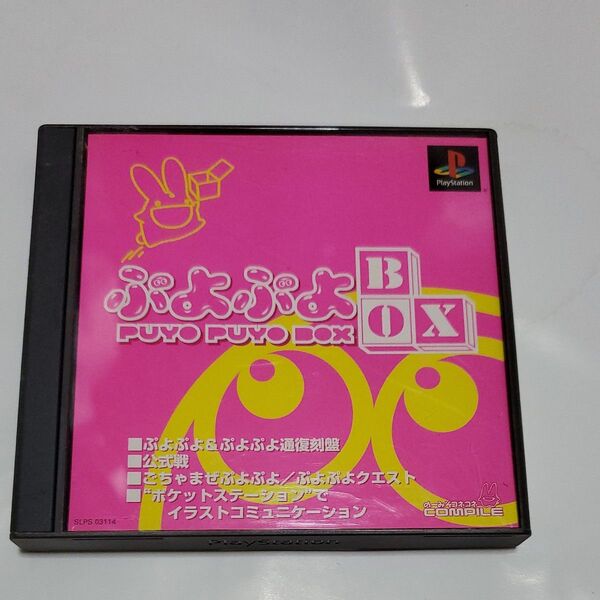 PlayStation
ぷよぷよ
BOX
PUYO PUYO BOX
■ぷよぷよ&ぷよぷよ通復刻盤
■公式戦
■ごちゃまぜぷよぷよ/ぷよぷよクエスト
■“ポケットステーション”で
イラストコミュニケーション
COMPILE
SLPS 03114
PlayStation